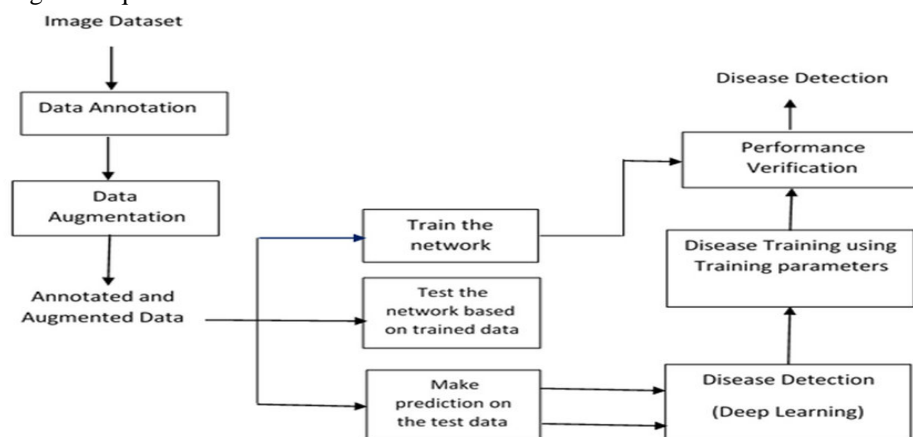 Image Dataset
Data Annotation
Data
Augmentation
Annotated and
Augmented Data
Train the
network
Test the
network based
on trained data
Make
prediction on
the test data
Disease Detection
Performance
Verification
Disease Training using
Training parameters
Disease Detection
(Deep Learning)